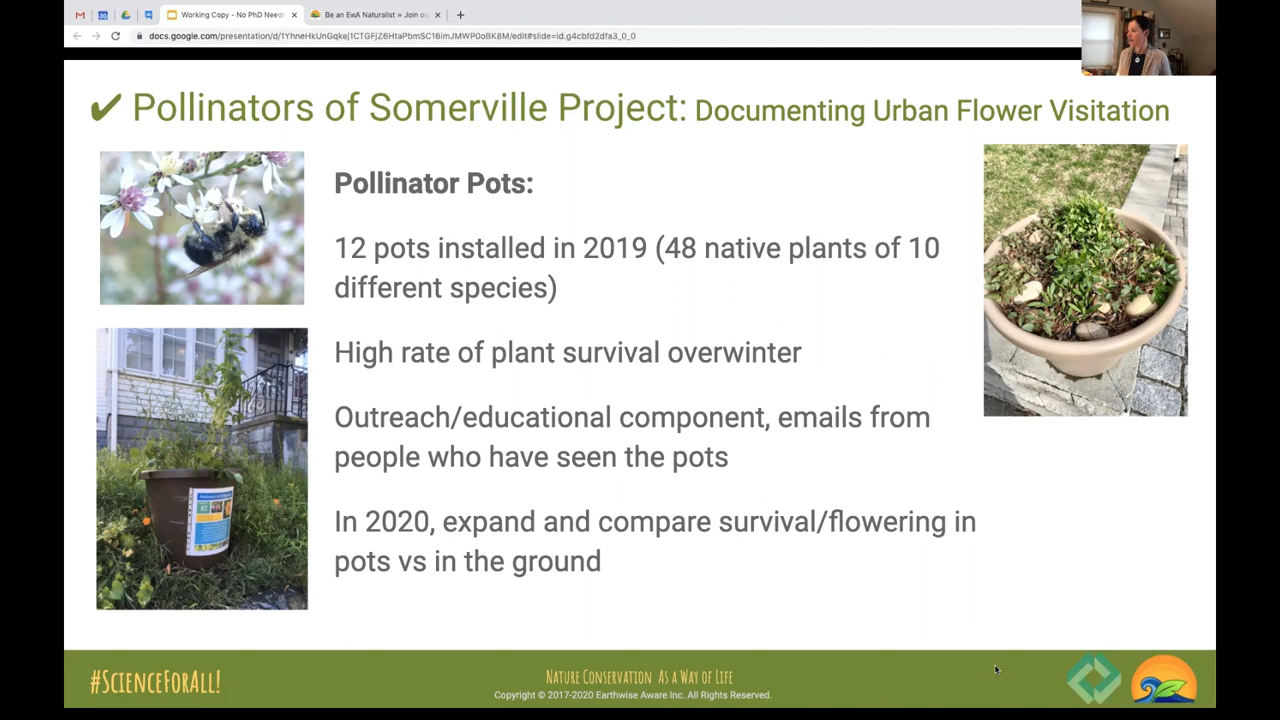 Working Copy - No PhD Need
Be an EwA Naturalist » Join ou
docs.google.com/presentation/d/1YhneHkUnGqkej1CTGFjZ6HtaPbmSC16imJMWP0oBK8M/edit#slide=id.g4cbfd2dfa3_0_0
✔ Pollinators of Somerville Project: Documenting Urban Flower Visitation
Pollinator Pots:
12 pots installed in 2019 (48 native plants of 10
different species)
High rate of plant survival overwinter
Outreach/educational component, emails from
people who have seen the pots
In 2020, expand and compare survival/flowering in
pots vs in the ground
#ScienceForAll!
Nature Conservation As a Way of Life
Copyright © 2017-2020 Earthwise Aware Inc. All Rights Reserved.